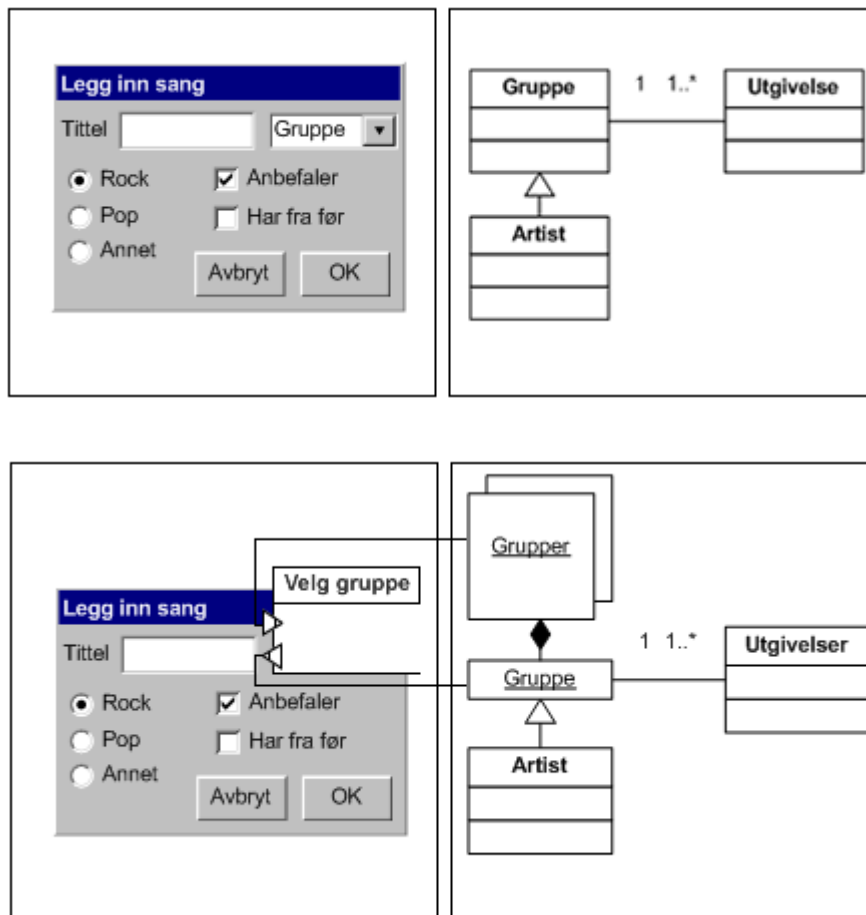 Legg inn sang
Tittel Gruppe
Rock Anbefaler
Pop Har fra før
Annet
Avbryt OK
Gruppe 1 1..* Utgivelse
Artist
Grupper
Velg gruppe
Legg inn sang
Tittel
Rock Anbefaler
Pop Har fra før
Annet
Avbryt OK
Gruppe 1 1..* Utgivelser
Artist